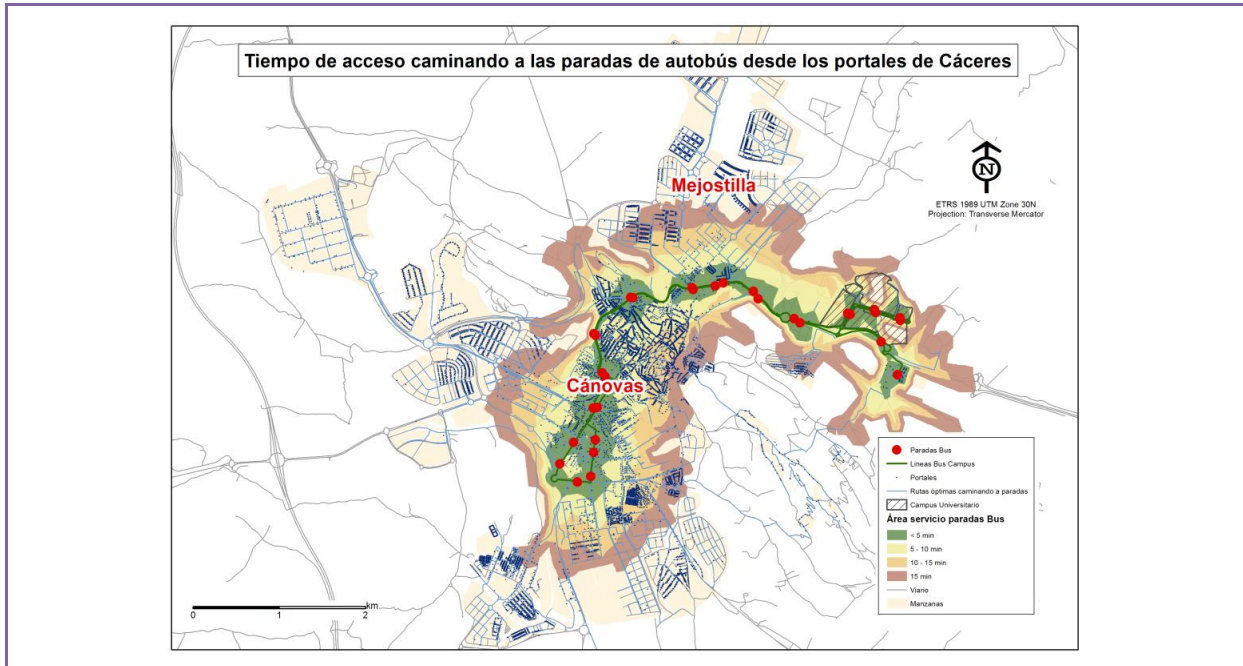 Tiempo de acceso caminando a las paradas de autobús desde los portales de Cáceres
Mejostilla
N
ETRS 1989 UTM Zone 30N
Projection: Transverse Mercator
Cánovas
Paradas Bus
Lineas Bus Campus
Portales
Rutas óptimas caminando a paradas
Campus Universitario
Área servicio paradas Bus
< 5 min
5 - 10 min
10 - 15 min
15 min
Viario
Manzanas
km
0 1 2